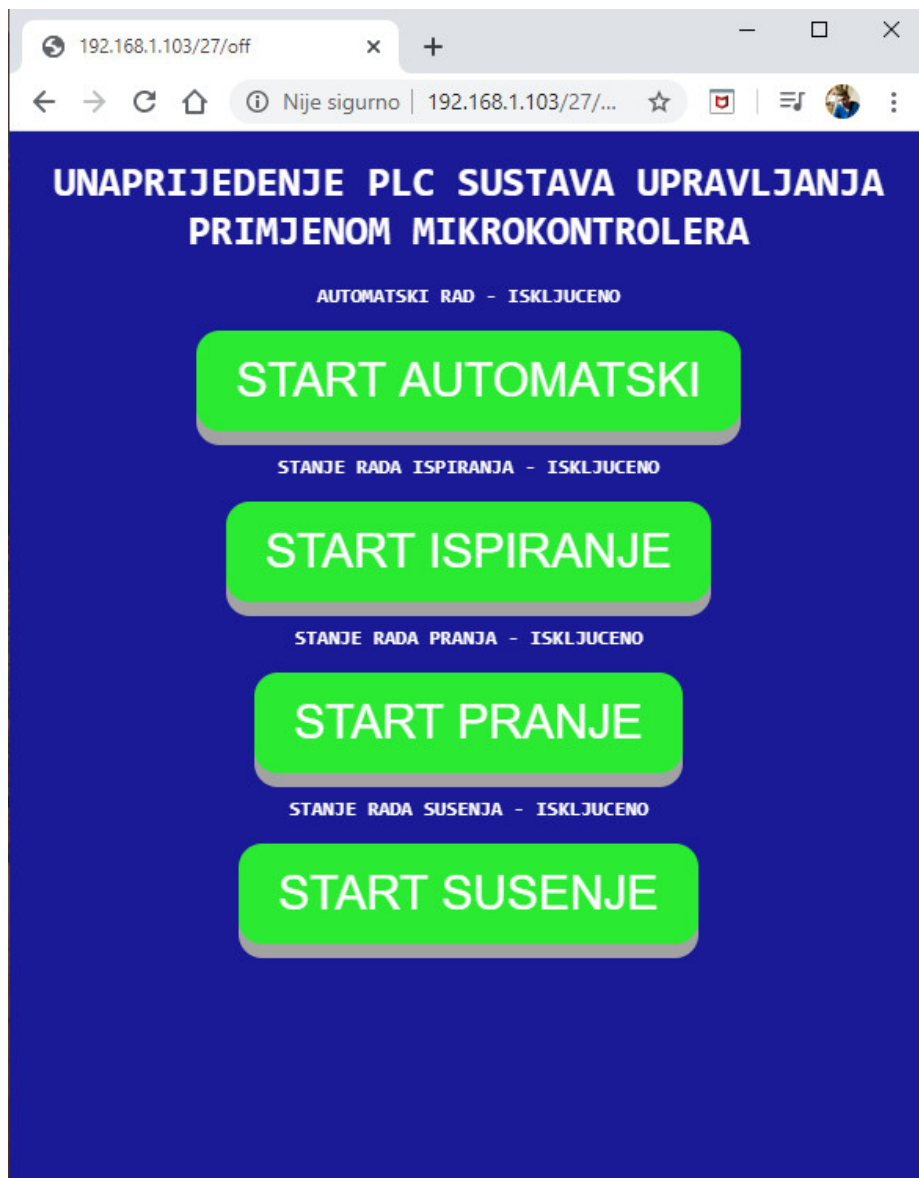 192.168.1.103/27/off
Nije sigurno 192.168.1.103/27/...
UNAPRIJEDENJE PLC SUSTAVA UPRAVLJANJA
PRIMJENOM MIKROKONTROLERA
AUTOMATSKI RAD - ISKLJUCENO
START AUTOMATSKI
STANJE RADA ISPIRANJA - ISKLJUCENO
START ISPIRANJE
STANJE RADA PRANJA - ISKLJUCENO
START PRANJE
STANJE RADA SUSENJA - ISKLJUCENO
START SUSENJE